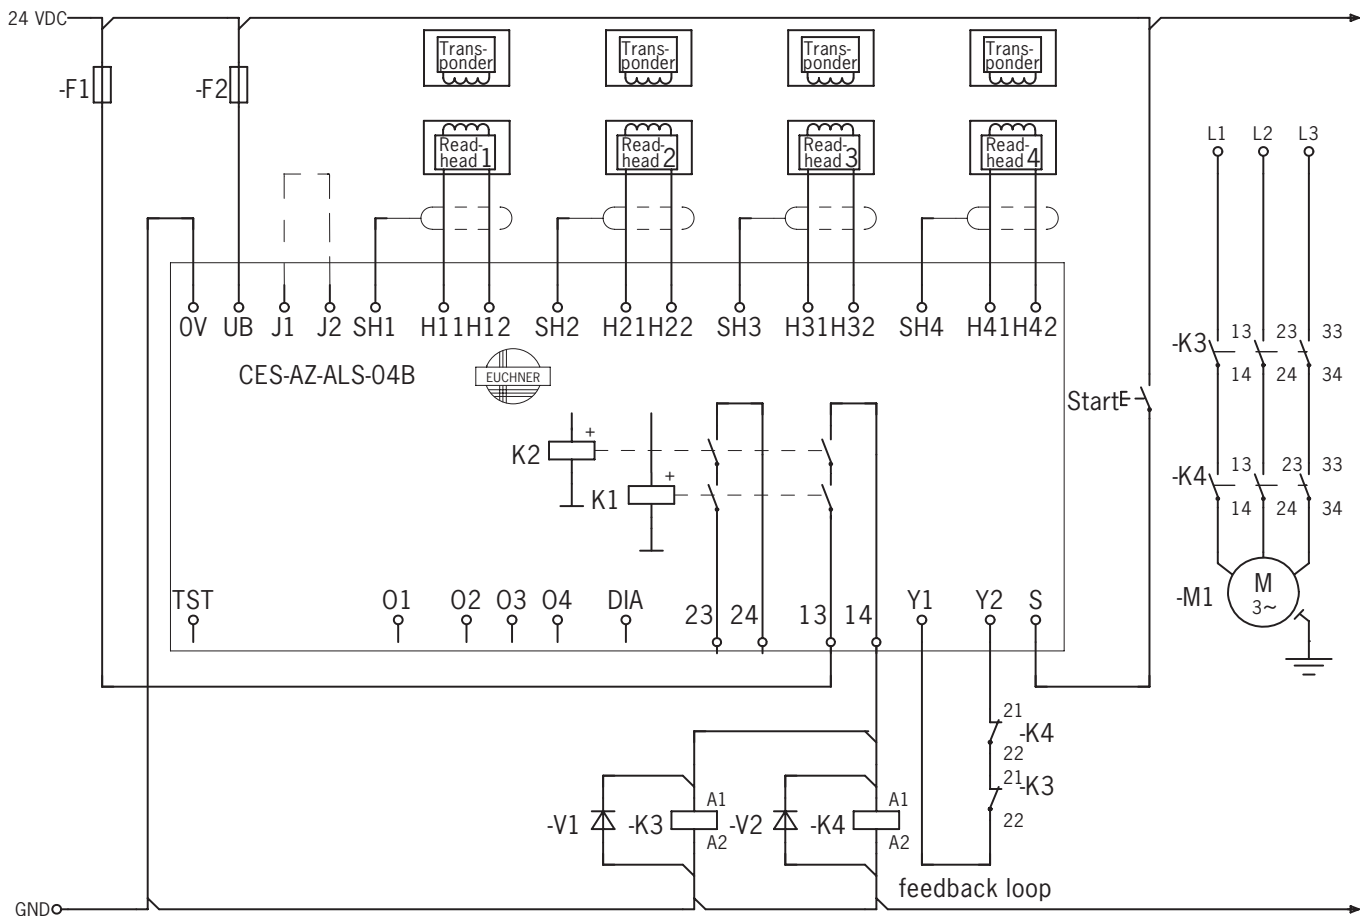 24 VDC
-F1
-F2
Trans-
ponder
Trans-
ponder
Trans-
ponder
Trans-
ponder
Read-
head 1
Read-
head 2
Read-
head 3
Read-
head 4
L1 L2 L3
0V UB J1 J2 SH1 H11 H12 SH2 H21 H22 SH3 H31 H32 SH4 H41 H42
CES-AZ-ALS-04B
EUCHNER
-K3 13 23 33
14 24 34
Start
K2 +
K1 +
-K4 13 23 33
14 24 34
M
3~
-M1
TST O1 O2 O3 O4 DIA 23 24 13 14 Y1 Y2 S
21
-K4
22
21
-K3
22
-V1 -K3 A1
A2
-V2 -K4 A1
A2
feedback loop
GND